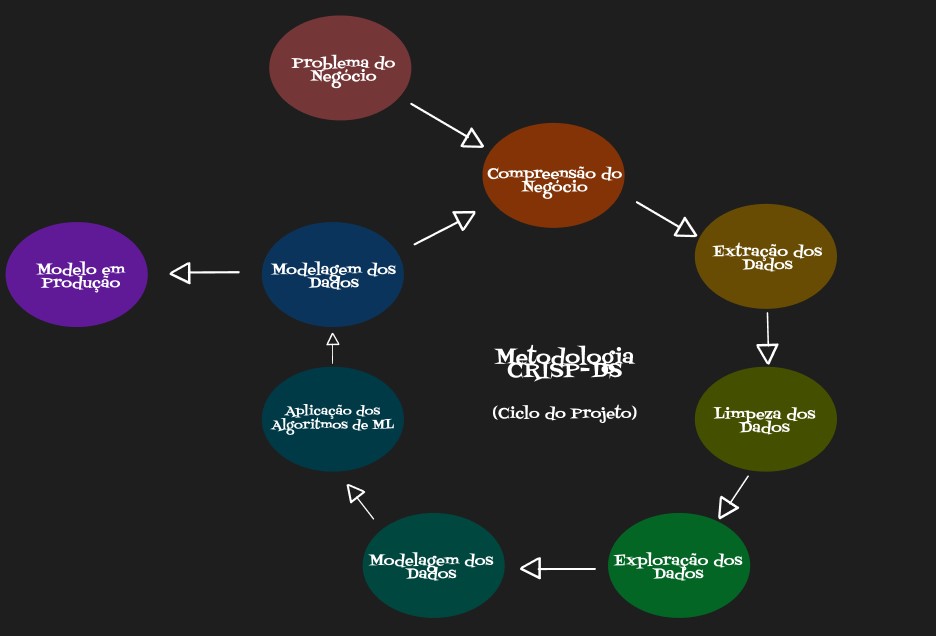 Problema do
Negócio
Compreensão do
Negócio
Extração dos
Dados
Modelo em
Produção
Modelagem dos
Dados
Metodologia
CRISP-DS
(Ciclo do Projeto)
Aplicação dos
Algoritmos de ML
Limpeza dos
Dados
Modelagem dos
Dados
Exploração dos
Dados